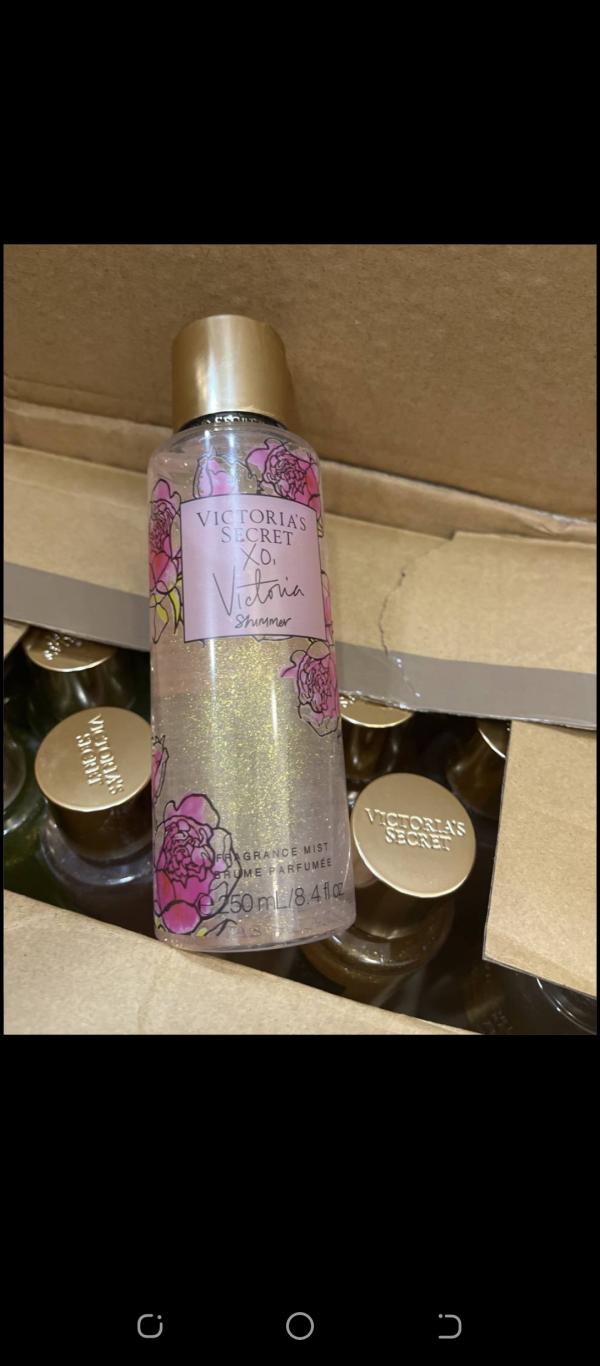 VICTORIA'S
SECRET
XO,
Victoria
Shimmer
FRAGRANCE MIST
BRUME PARFUMÉE
e 250 mL/8.4 fl oz
VICTORIA'S
SECRET
VICTORIA'S
SECRET